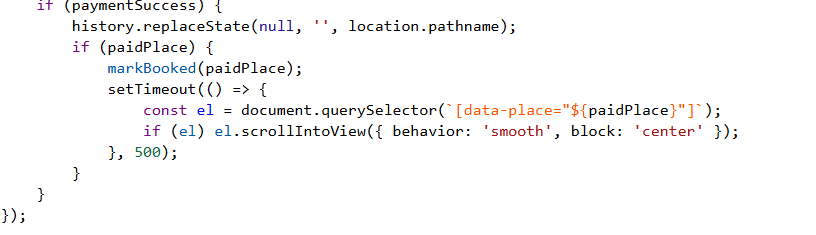 if (paymentSuccess) {
history.replaceState(null, '', location.pathname);
if (paidPlace) {
markBooked(paidPlace);
setTimeout(() => {
const el = document.querySelector(`[data-place="${paidPlace}"]`);
if (el) el.scrollIntoView({ behavior: 'smooth', block: 'center' });
}, 500);
}
}
});